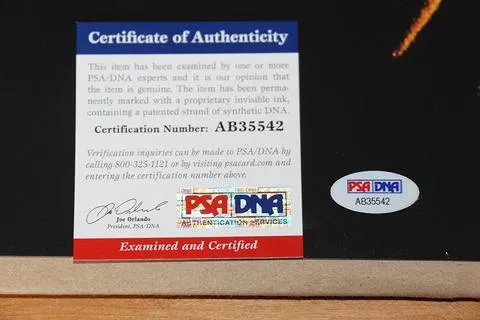 Certificate of Authenticity
This item has been examined by one or more
PSA/DNA experts and it is our opinion that
the item is genuine. The item has been perma-
nently marked with a proprietary invisible ink,
containing a patented strand of synthetic DNA.
Certification Number: AB35542
Verification inquiries can be made to PSA/DNA by
calling 800-325-1121 or by visiting psacard.com and
entering the certification number above.
Joe Orlando
President, PSA/DNA
PSA DNA
AUTHENTICATION SERVICES
Examined and Certified
PSA DNA
AB35542